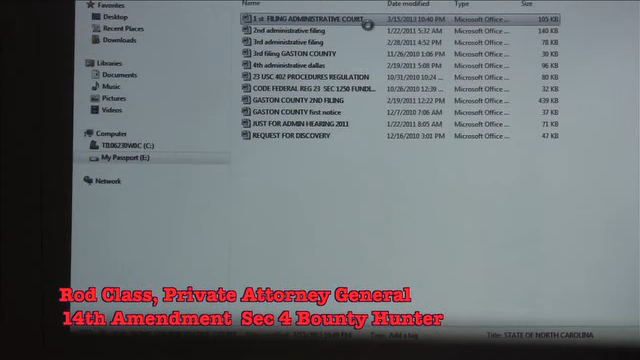 Favorites
Desktop
Recent Places
Downloads
Libraries
Documents
Music
Pictures
Videos
Computer
My Passport (E:)
Network
Name Date modified Type Size
1 st FILING ADMINISTRATIVE COURT 3/15/2013 10:40 PM Microsoft Office ... 105 KB
2nd administrative filing 1/22/2011 5:32 AM Microsoft Office ... 140 KB
3rd administrative filing 2/28/2011 4:52 PM Microsoft Office ... 78 KB
3rd filing GASTON COUNTY 11/26/2010 1:06 PM Microsoft Office ... 30 KB
4th administrative dallas 2/19/2011 5:08 PM Microsoft Office ... 96 KB
23 USC 402 PROCEDURES REGULATION 10/31/2010 10:24 ... Microsoft Office ... 80 KB
CODE FEDERAL REG 23 SEC 1250 FUNDI... 10/26/2010 12:39 ... Microsoft Office ... 32 KB
GASTON COUNTY 2ND FILING 2/19/2011 12:22 PM Microsoft Office ... 439 KB
GASTON COUNTY first notice 12/7/2010 7:06 AM Microsoft Office ... 37 KB
JUST FOR ADMIN HEARING 2011 1/22/2011 8:05 AM Microsoft Office ... 71 KB
REQUEST FOR DISCOVERY 12/16/2010 3:01 PM Microsoft Office ... 47 KB
Rod Class, Private Attorney General
14th Amendment Sec 4 Bounty Hunter
Add a tag Title: STATE OF NORTH CAROLINA